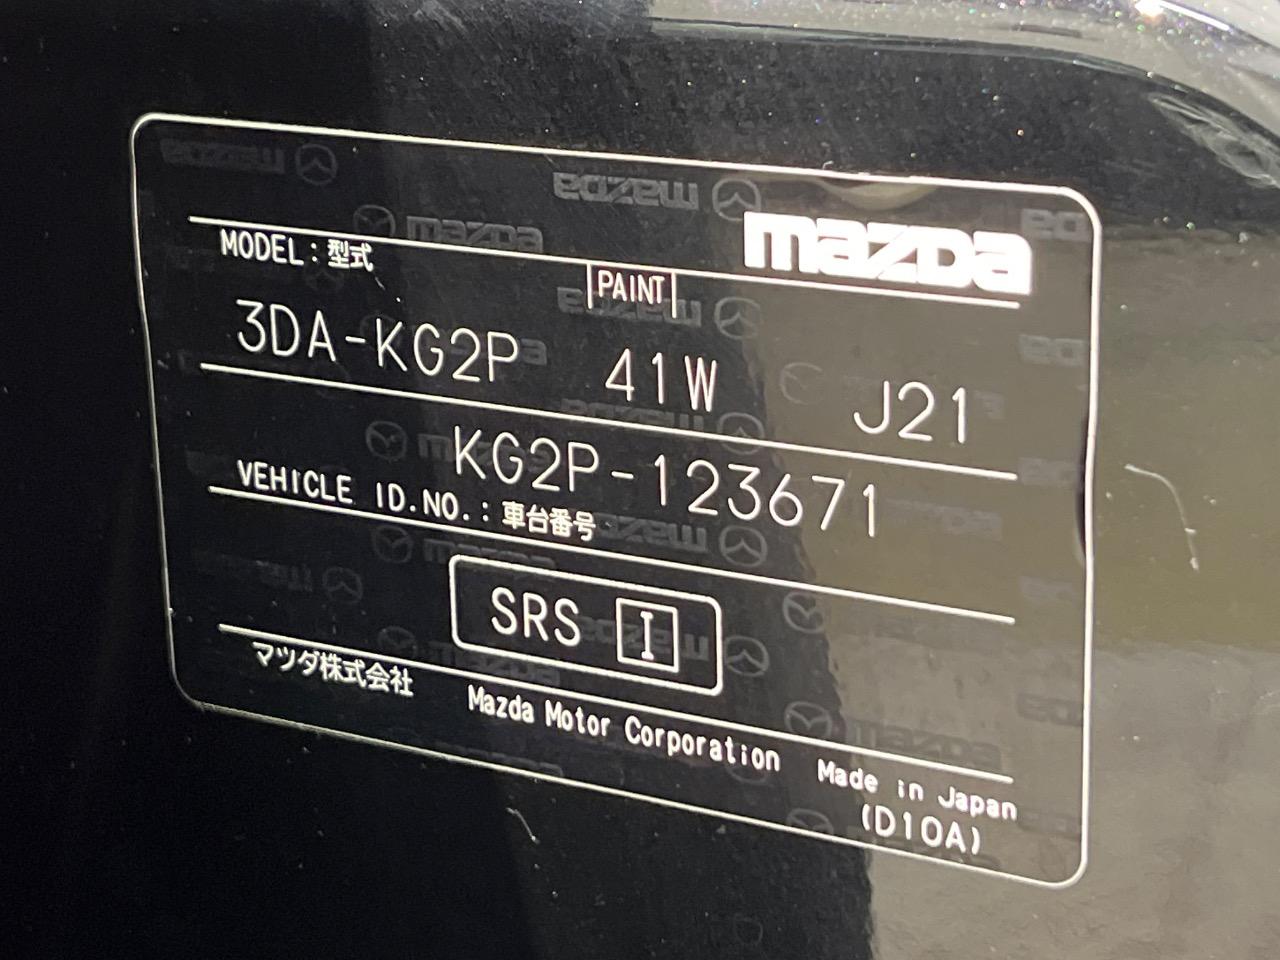 mazda
MODEL：型式
PAINT
3DA-KG2P 41W J21
KG2P-123671
VEHICLE ID.NO.：車台番号
SRS I
マツダ株式会社 Mazda Motor Corporation Made in Japan
(D10A)